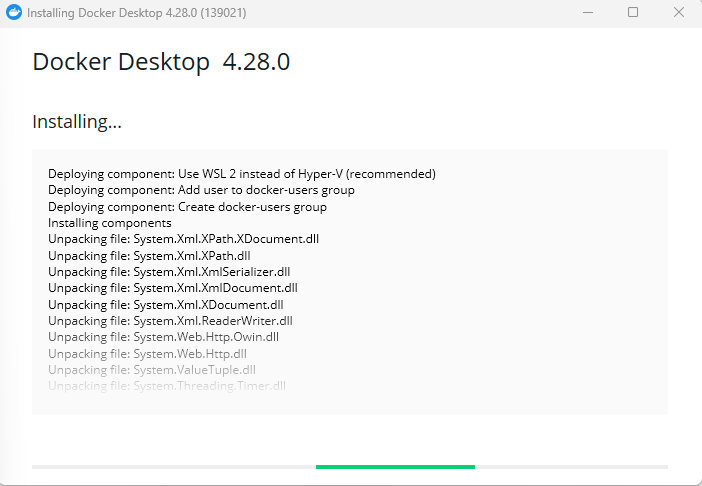 Installing Docker Desktop 4.28.0 (139021)
Docker Desktop 4.28.0
Installing...
Deploying component: Use WSL 2 instead of Hyper-V (recommended)
Deploying component: Add user to docker-users group
Deploying component: Create docker-users group
Installing components
Unpacking file: System.Xml.XPath.XDocument.dll
Unpacking file: System.Xml.XPath.dll
Unpacking file: System.Xml.XmlSerializer.dll
Unpacking file: System.Xml.XmlDocument.dll
Unpacking file: System.Xml.XDocument.dll
Unpacking file: System.Xml.ReaderWriter.dll
Unpacking file: System.Web.Http.Owin.dll
Unpacking file: System.Web.Http.dll
Unpacking file: System.ValueTuple.dll
Unpacking file: System.Threading.Timer.dll